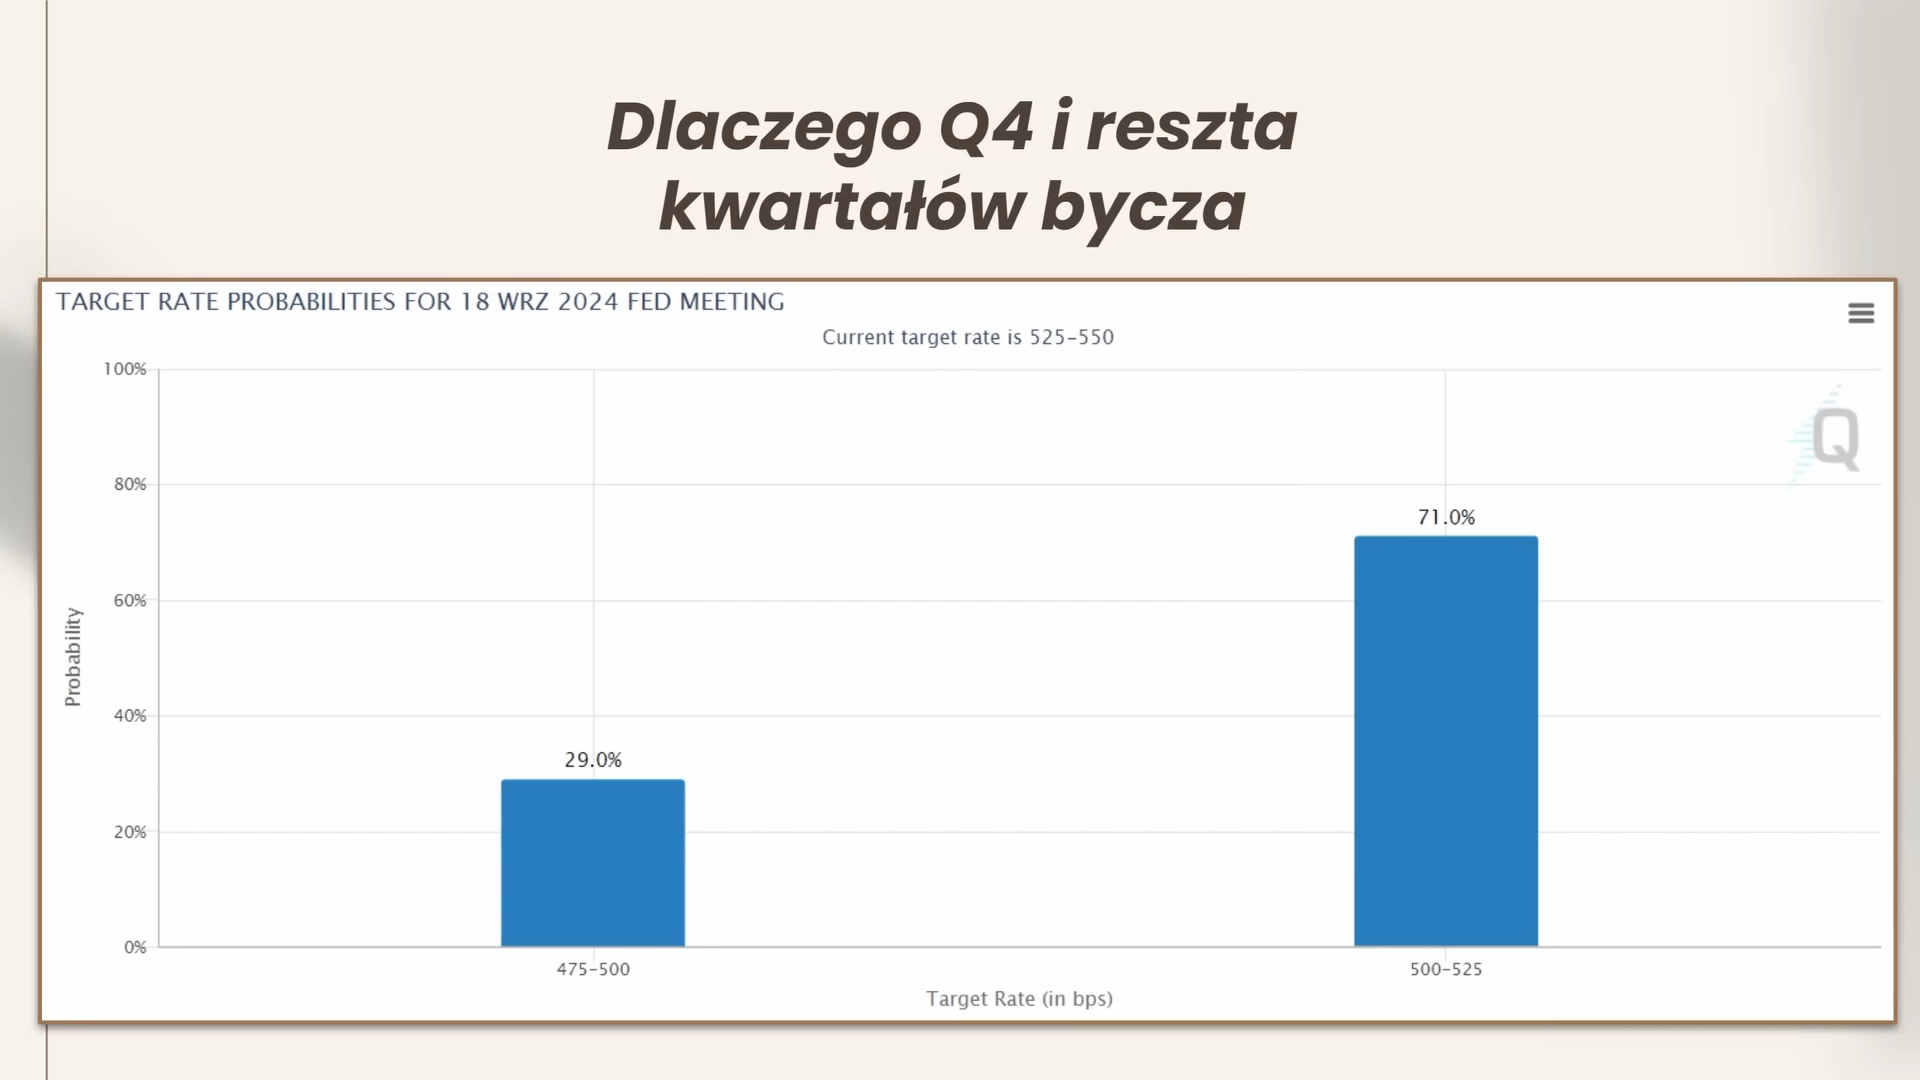 Dlaczego Q4 i reszta
kwartałów bycza
TARGET RATE PROBABILITIES FOR 18 WRZ 2024 FED MEETING
Current target rate is 525–550
100%
80%
60%
40%
20%
0%
Probability
29.0%
71.0%
475–500
500–525
Target Rate (in bps)
Q